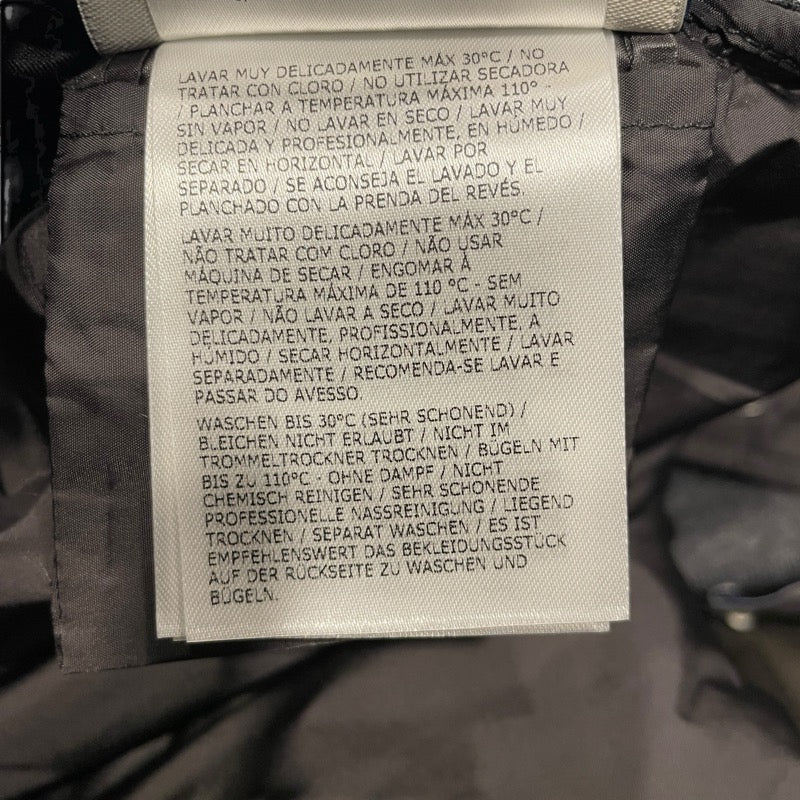 LAVAR MUY DELICADAMENTE MÁX 30°C / NO
TRATAR CON CLORO / NO UTILIZAR SECADORA
/ PLANCHAR A TEMPERATURA MÁXIMA 110° -
SIN VAPOR / NO LAVAR EN SECO / LAVAR MUY
DELICADA Y PROFESIONALMENTE, EN HÚMEDO /
SECAR EN HORIZONTAL / LAVAR POR
SEPARADO / SE ACONSEJA EL LAVADO Y EL
PLANCHADO CON LA PRENDA DEL REVÉS.
LAVAR MUITO DELICADAMENTE MÁX 30°C /
NÃO TRATAR COM CLORO / NÃO USAR
MÁQUINA DE SECAR / ENGOMAR À
TEMPERATURA MÁXIMA DE 110 °C - SEM
VAPOR / NÃO LAVAR A SECO / LAVAR MUITO
DELICADAMENTE, PROFISSIONALMENTE, A
HÚMIDO / SECAR HORIZONTALMENTE / LAVAR
SEPARADAMENTE / RECOMENDA-SE LAVAR E
PASSAR DO AVESSO.
WASCHEN BIS 30°C (SEHR SCHONEND) /
BLEICHEN NICHT ERLAUBT / NICHT IM
TROMMELTROCKNER TROCKNEN / BÜGELN MIT
BIS ZU 110°C - OHNE DAMPF / NICHT
CHEMISCH REINIGEN / SEHR SCHONENDE
PROFESSIONELLE NASSREINIGUNG / LIEGEND
TROCKNEN / SEPARAT WASCHEN / ES IST
EMPFEHLENSWERT DAS BEKLEIDUNGSSTÜCK
AUF DER RÜCKSEITE ZU WASCHEN UND
BÜGELN.